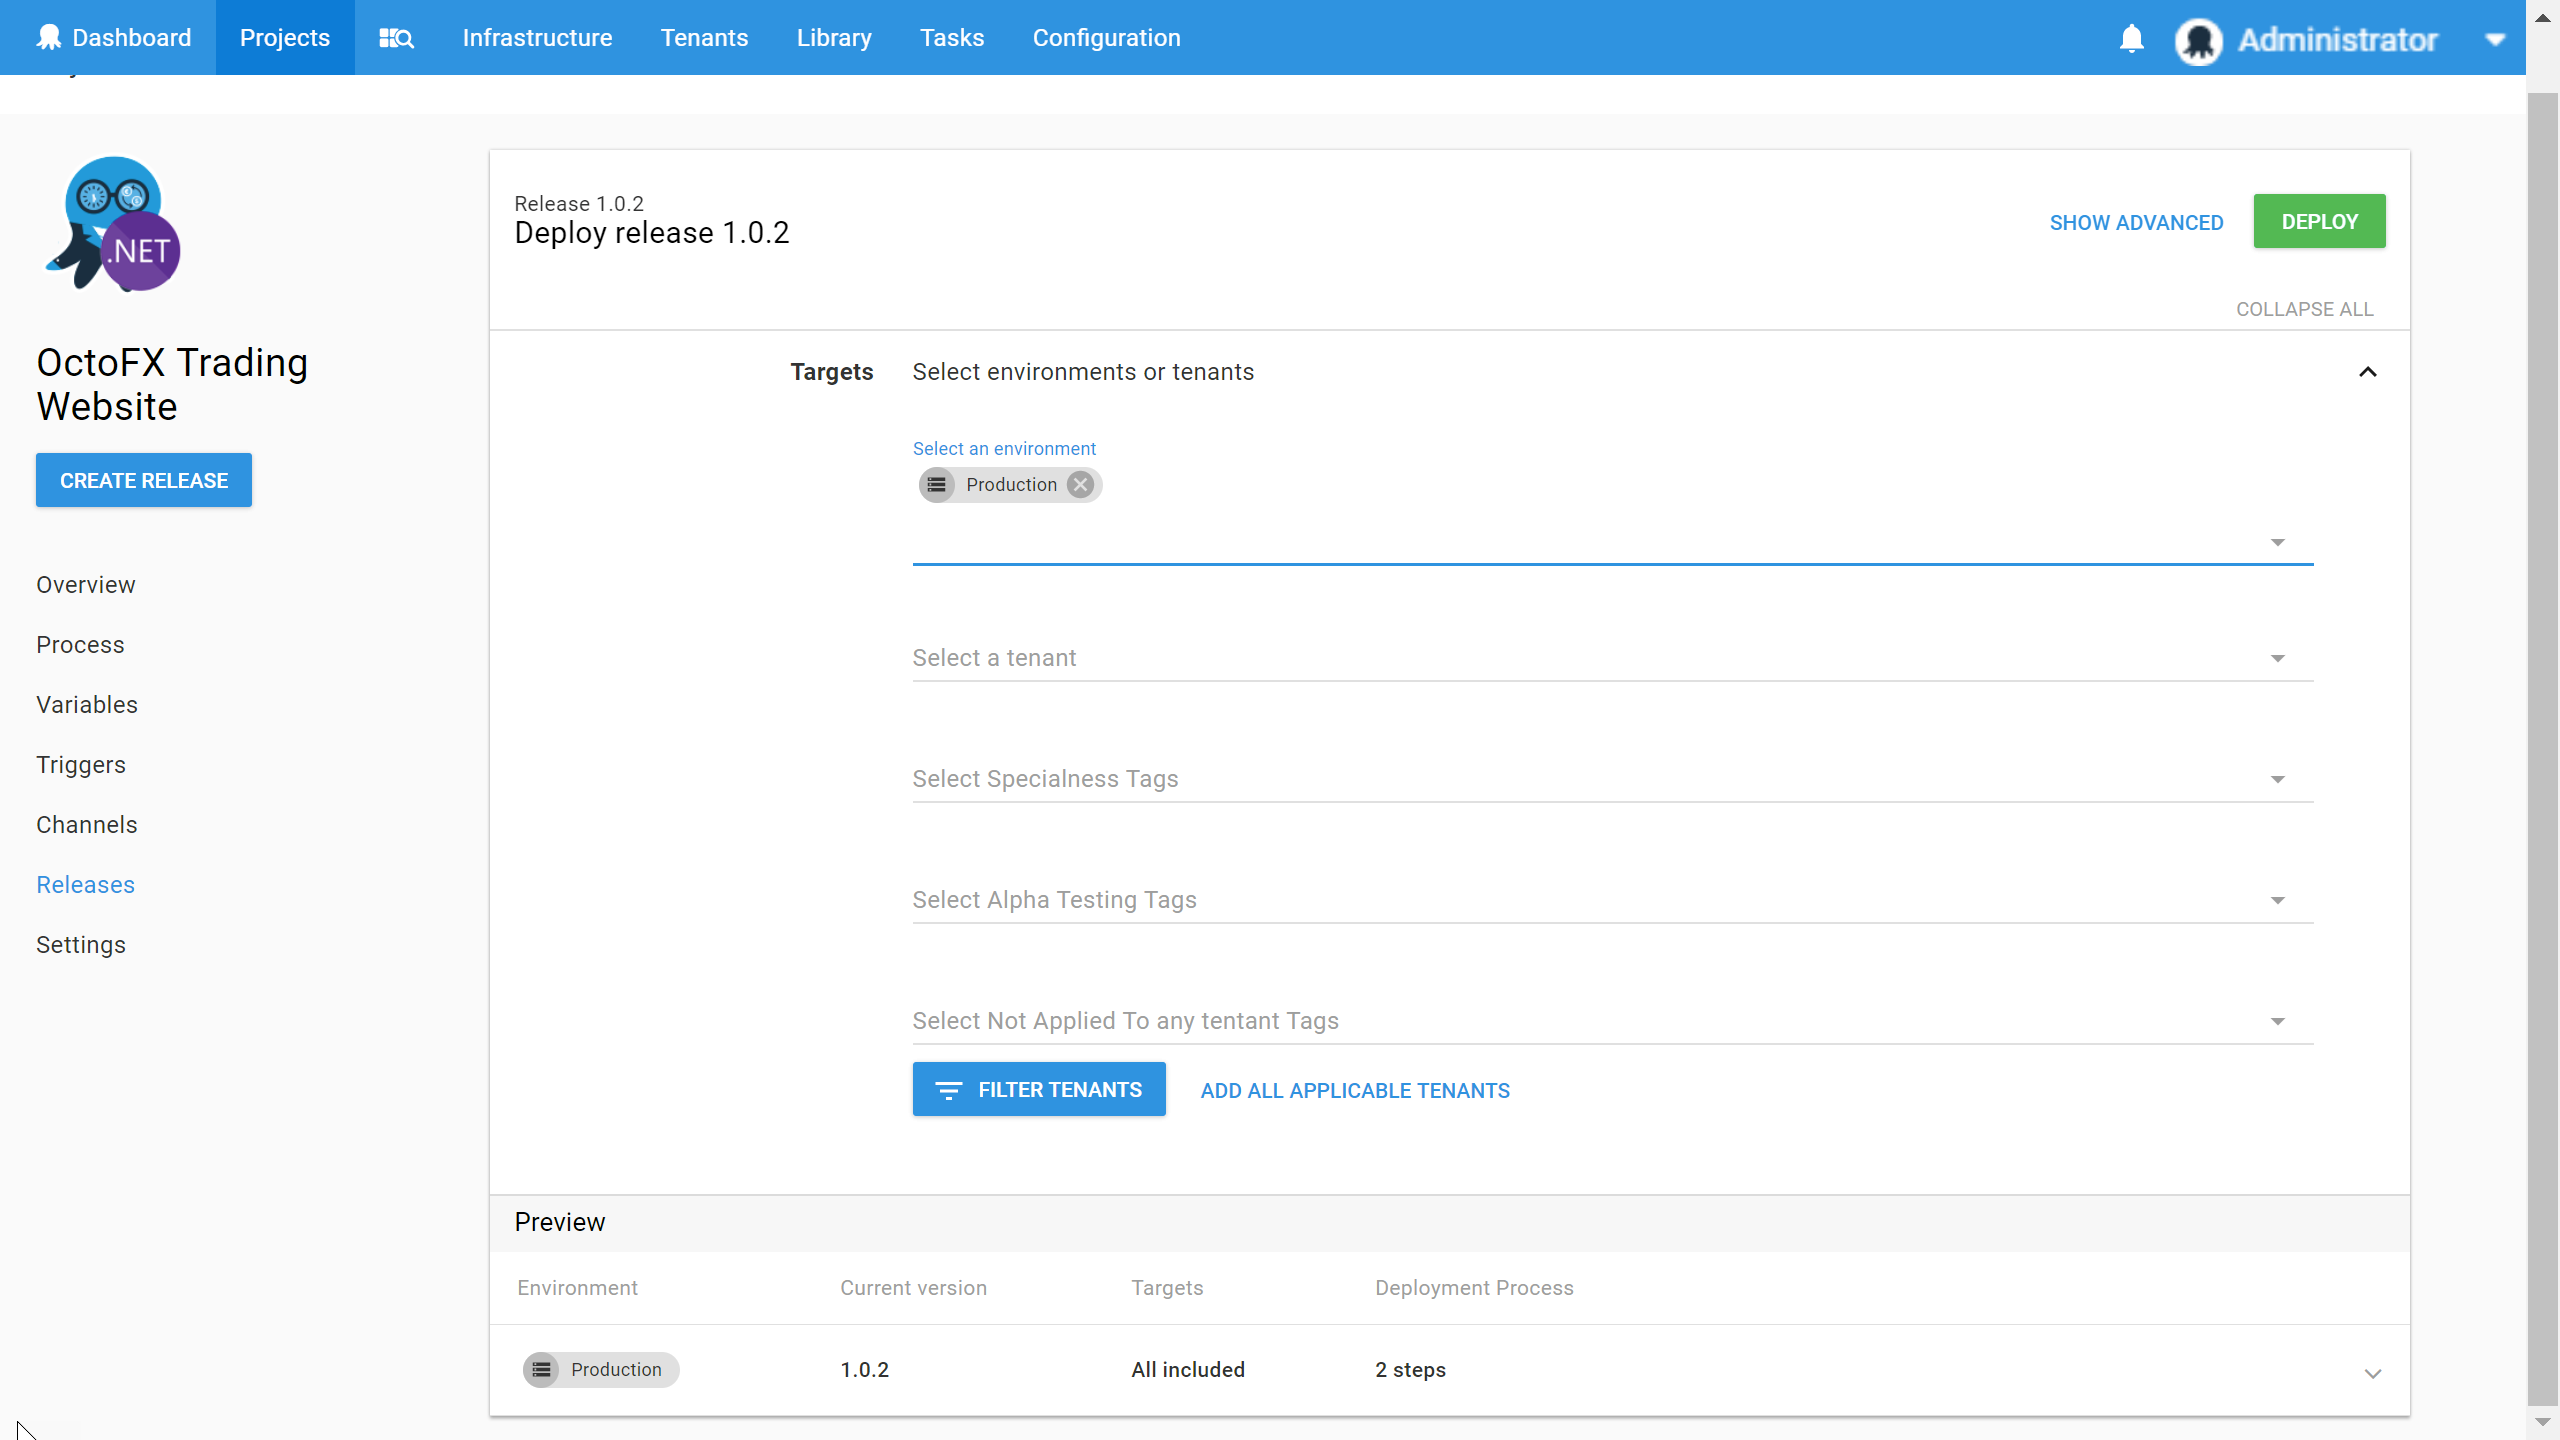 Dashboard
Projects
Infrastructure
Tenants
Library
Tasks
Configuration
Administrator
.NET
OctoFX Trading
Website
CREATE RELEASE
Overview
Process
Variables
Triggers
Channels
Releases
Settings
Release 1.0.2
Deploy release 1.0.2
SHOW ADVANCED
DEPLOY
COLLAPSE ALL
Targets
Select environments or tenants
Select an environment
Production
Select a tenant
Select Specialness Tags
Select Alpha Testing Tags
Select Not Applied To any tentant Tags
FILTER TENANTS
ADD ALL APPLICABLE TENANTS
Preview
Environment
Current version
Targets
Deployment Process
Production
1.0.2
All included
2 steps